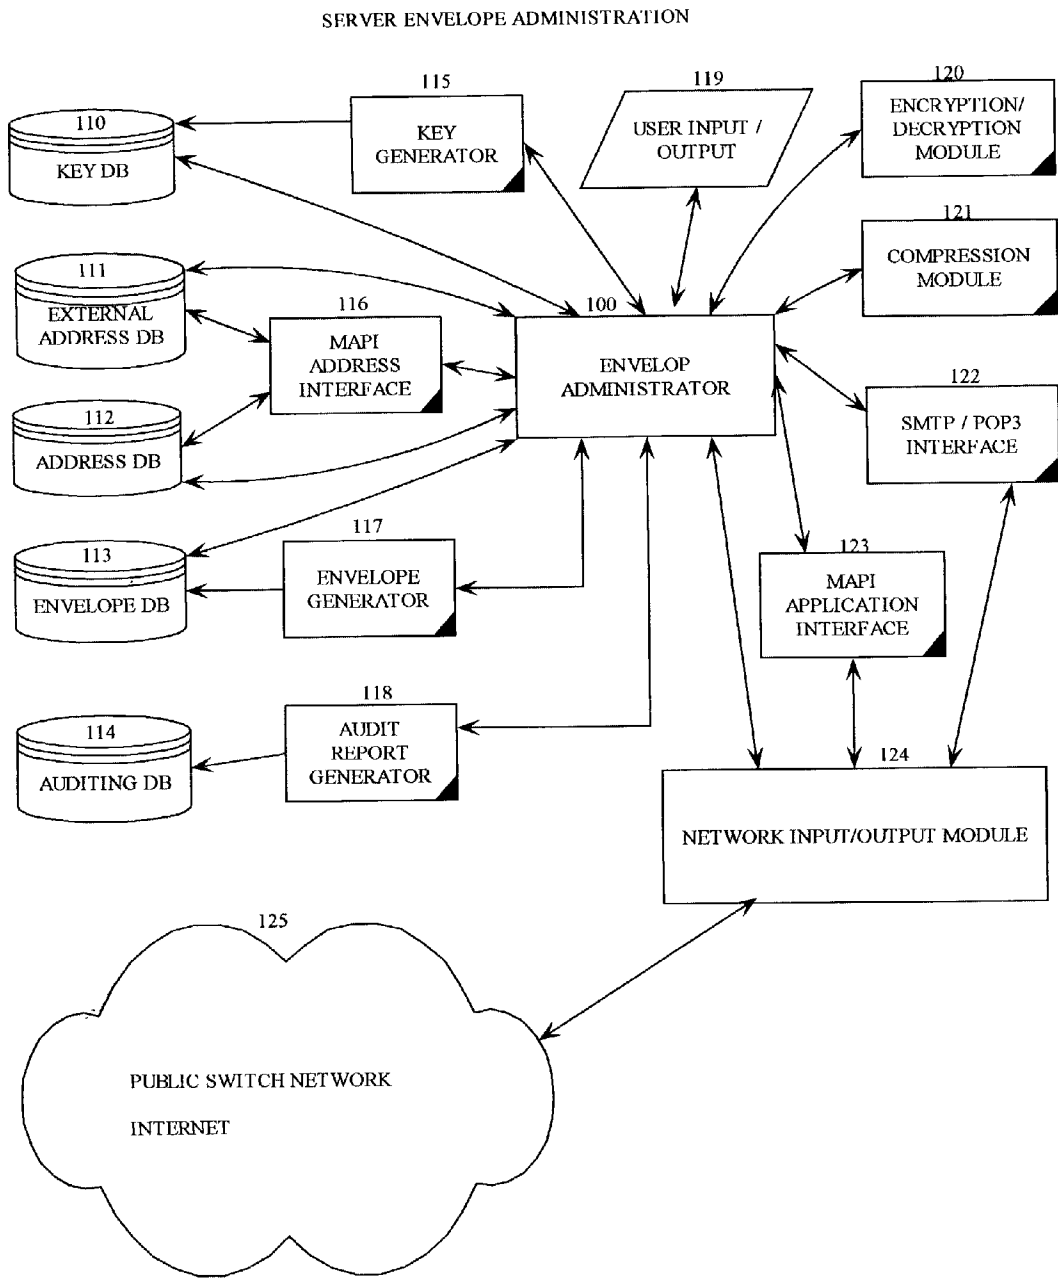 SERVER ENVELOPE ADMINISTRATION
110
KEY DB
115
KEY
GENERATOR
119
USER INPUT /
OUTPUT
120
ENCRYPTION/
DECRYPTION
MODULE
111
EXTERNAL
ADDRESS DB
116
MAPI
ADDRESS
INTERFACE
100
ENVELOP
ADMINISTRATOR
121
COMPRESSION
MODULE
112
ADDRESS DB
122
SMTP / POP3
INTERFACE
113
ENVELOPE DB
117
ENVELOPE
GENERATOR
123
MAPI
APPLICATION
INTERFACE
114
AUDITING DB
118
AUDIT
REPORT
GENERATOR
124
NETWORK INPUT/OUTPUT MODULE
125
PUBLIC SWITCH NETWORK
INTERNET